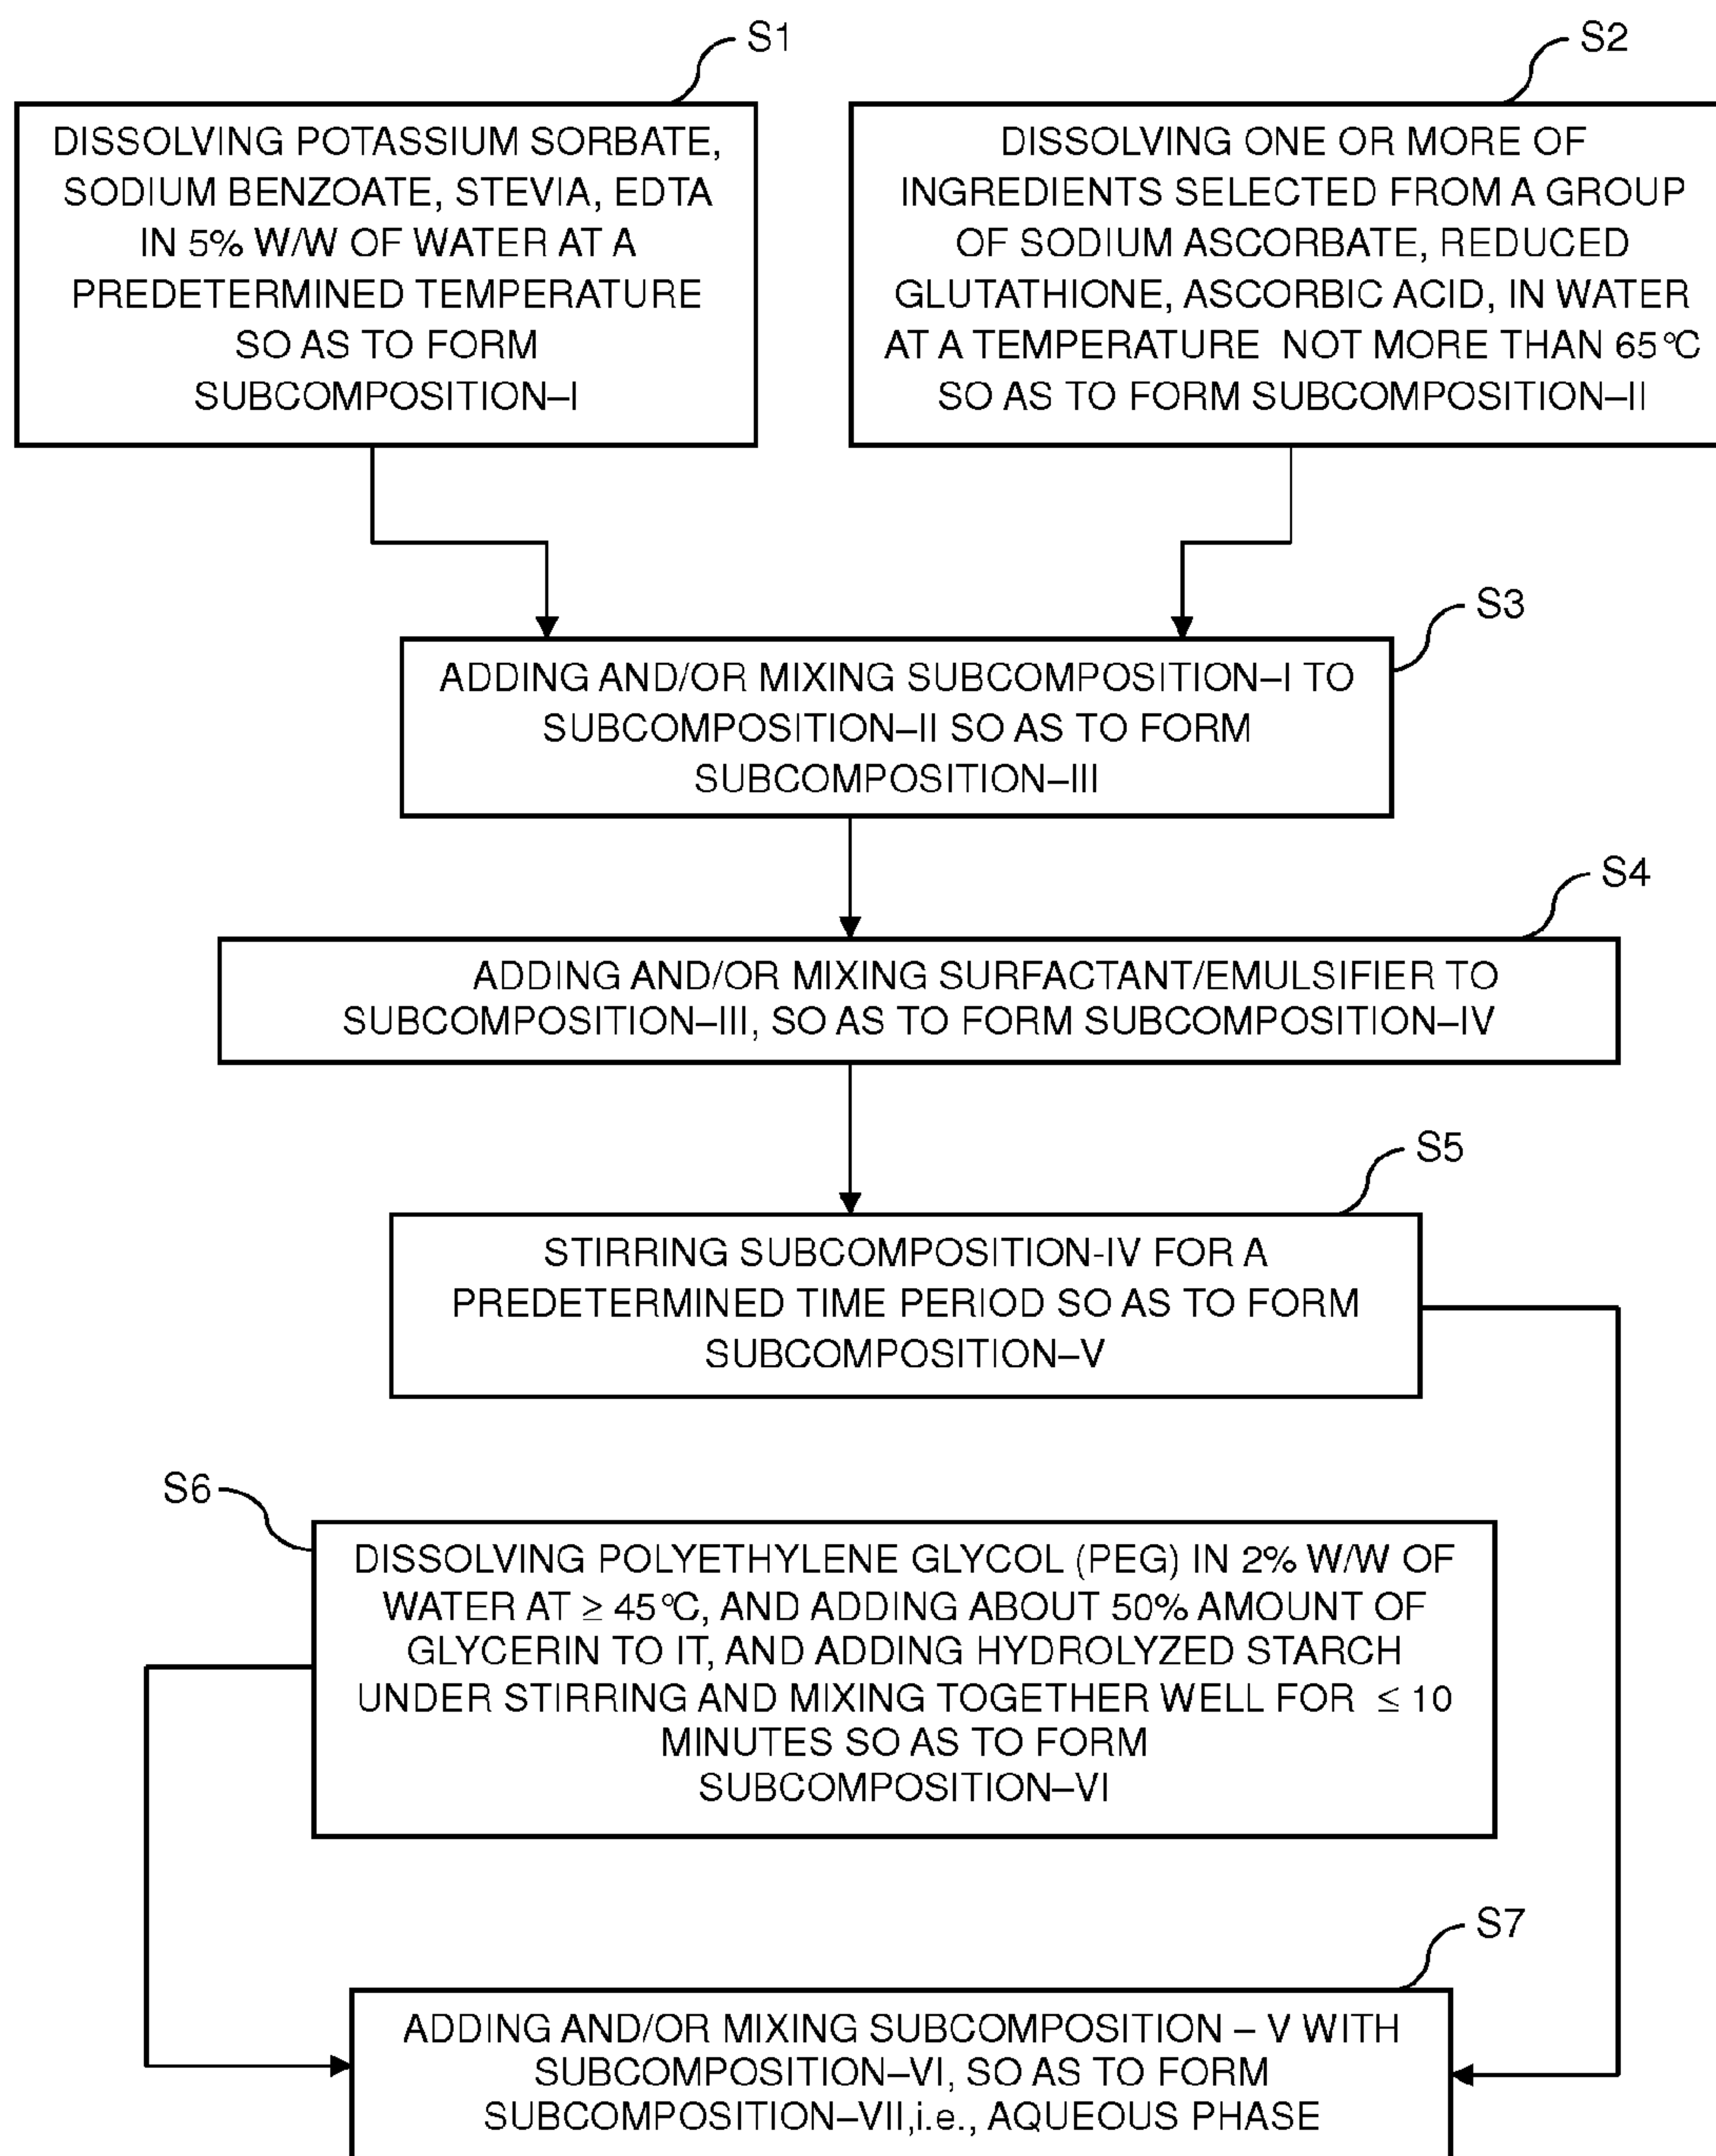 S1
DISSOLVING POTASSIUM SORBATE,
SODIUM BENZOATE, STEVIA, EDTA
IN 5% W/W OF WATER AT A
PREDETERMINED TEMPERATURE
SO AS TO FORM
SUBCOMPOSITION–I
S2
DISSOLVING ONE OR MORE OF
INGREDIENTS SELECTED FROM A GROUP
OF SODIUM ASCORBATE, REDUCED
GLUTATHIONE, ASCORBIC ACID, IN WATER
AT A TEMPERATURE NOT MORE THAN 65°C
SO AS TO FORM SUBCOMPOSITION–II
S3
ADDING AND/OR MIXING SUBCOMPOSITION–I TO
SUBCOMPOSITION–II SO AS TO FORM
SUBCOMPOSITION–III
S4
ADDING AND/OR MIXING SURFACTANT/EMULSIFIER TO
SUBCOMPOSITION–III, SO AS TO FORM SUBCOMPOSITION–IV
S5
STIRRING SUBCOMPOSITION-IV FOR A
PREDETERMINED TIME PERIOD SO AS TO FORM
SUBCOMPOSITION–V
S6
DISSOLVING POLYETHYLENE GLYCOL (PEG) IN 2% W/W OF
WATER AT ≥ 45°C, AND ADDING ABOUT 50% AMOUNT OF
GLYCERIN TO IT, AND ADDING HYDROLYZED STARCH
UNDER STIRRING AND MIXING TOGETHER WELL FOR ≤ 10
MINUTES SO AS TO FORM
SUBCOMPOSITION–VI
S7
ADDING AND/OR MIXING SUBCOMPOSITION – V WITH
SUBCOMPOSITION–VI, SO AS TO FORM
SUBCOMPOSITION–VII,i.e., AQUEOUS PHASE